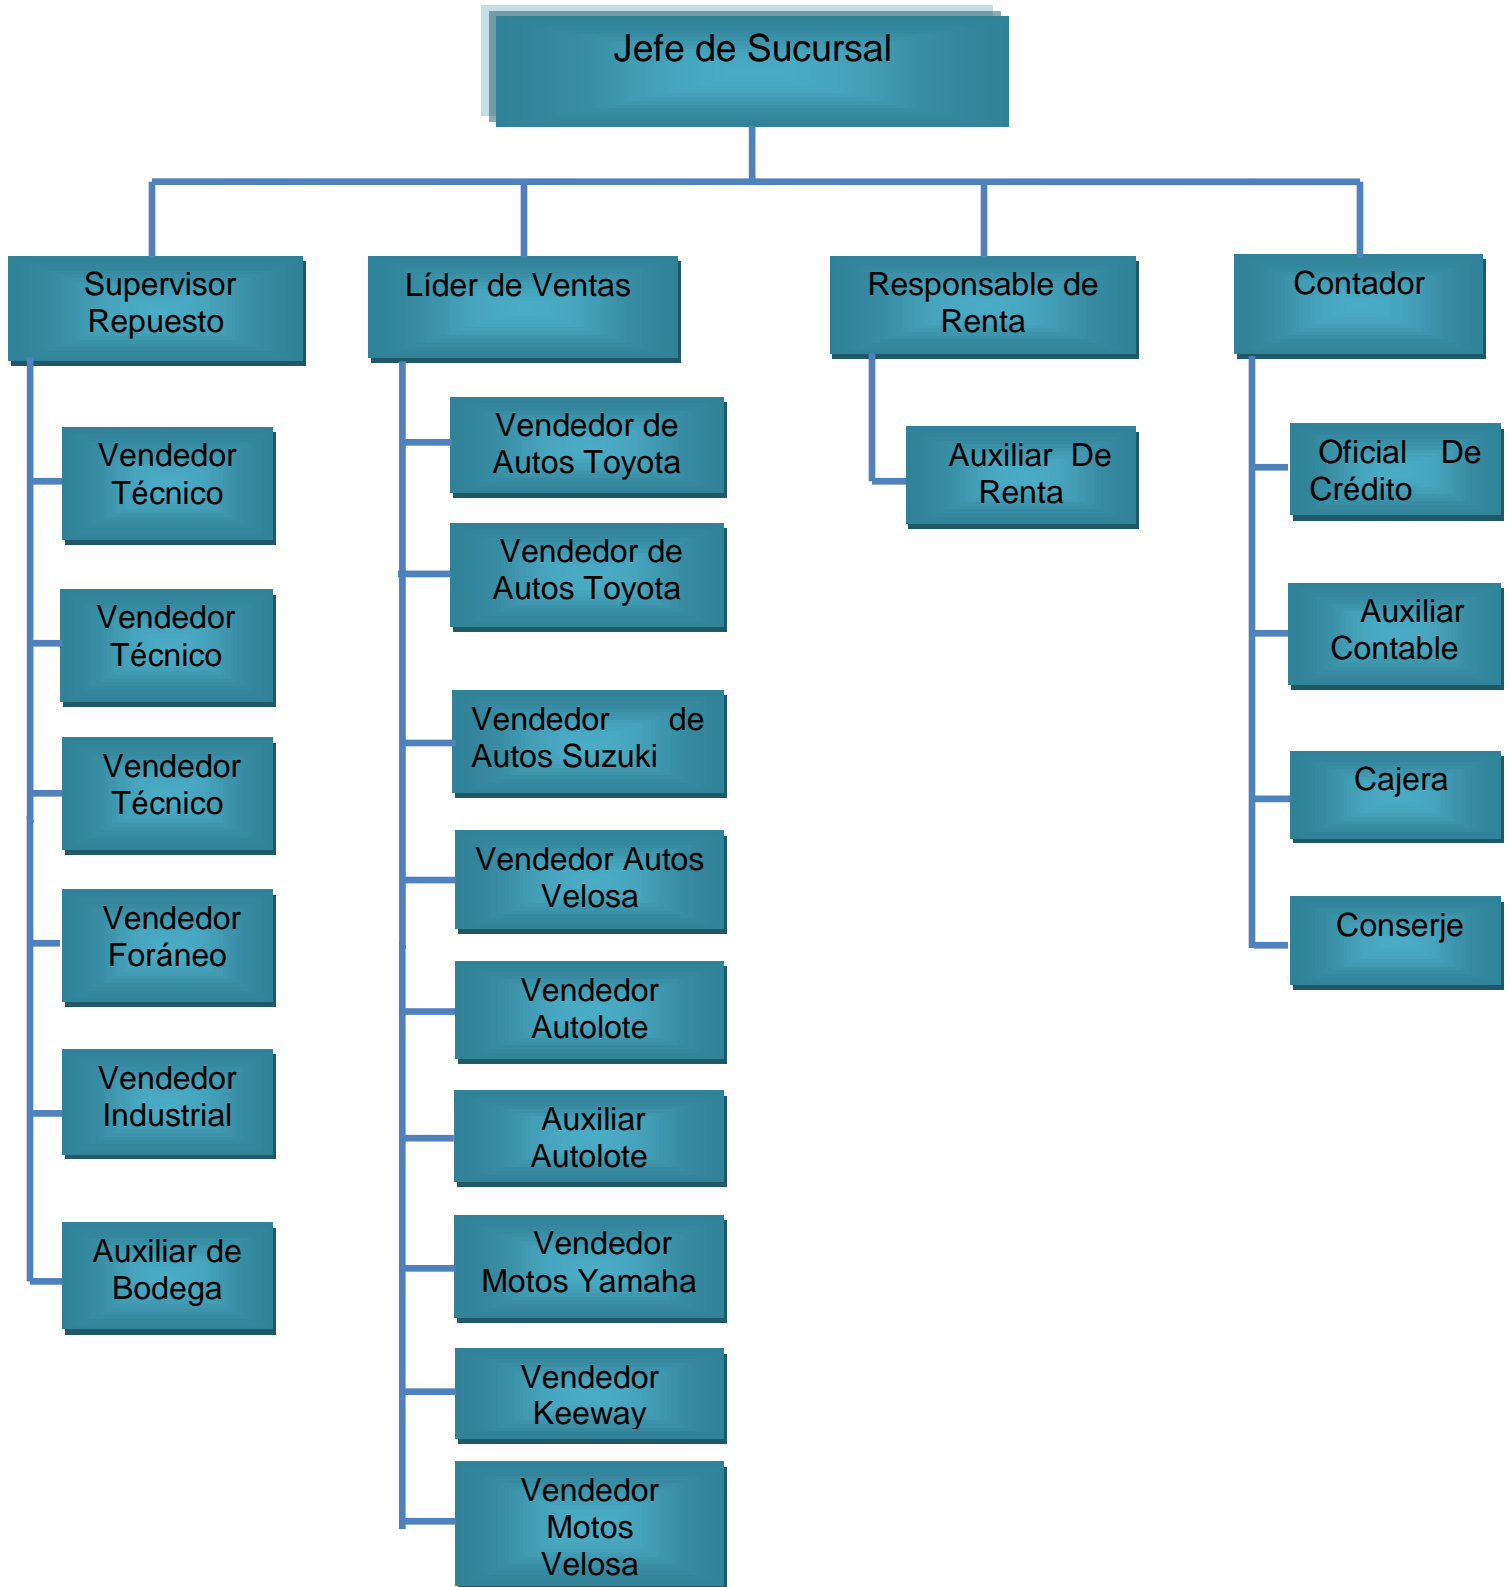 Jefe de Sucursal
Supervisor
Repuesto
Líder de Ventas
Responsable de
Renta
Contador
Vendedor
Técnico
Vendedor
Técnico
Vendedor
Técnico
Vendedor
Foráneo
Vendedor
Industrial
Auxiliar de
Bodega
Vendedor de
Autos Toyota
Vendedor de
Autos Toyota
Vendedor de
Autos Suzuki
Vendedor Autos
Velosa
Vendedor
Autolote
Auxiliar
Autolote
Vendedor
Motos Yamaha
Vendedor
Keeway
Vendedor
Motos
Velosa
Auxiliar De
Renta
Oficial De
Crédito
Auxiliar
Contable
Cajera
Conserje